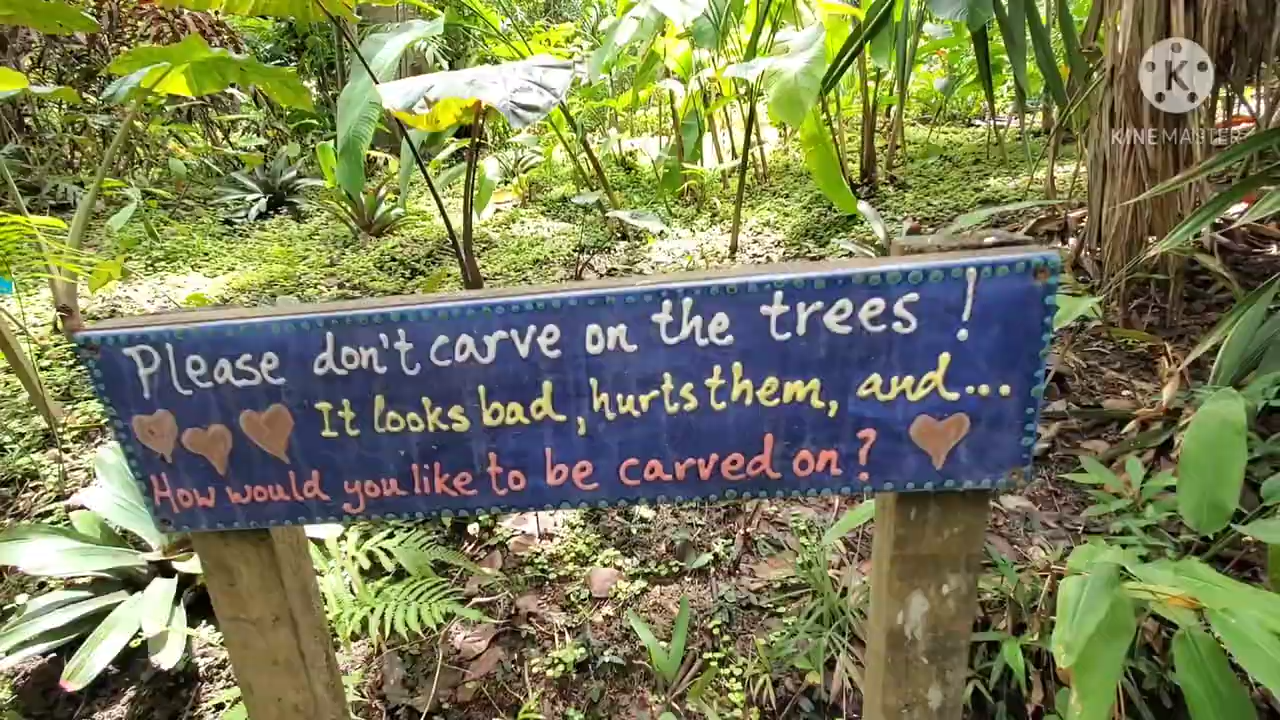 Please don't carve on the trees !
It looks bad, hurts them, and...
How would you like to be carved on ?
K
KINEMASTER